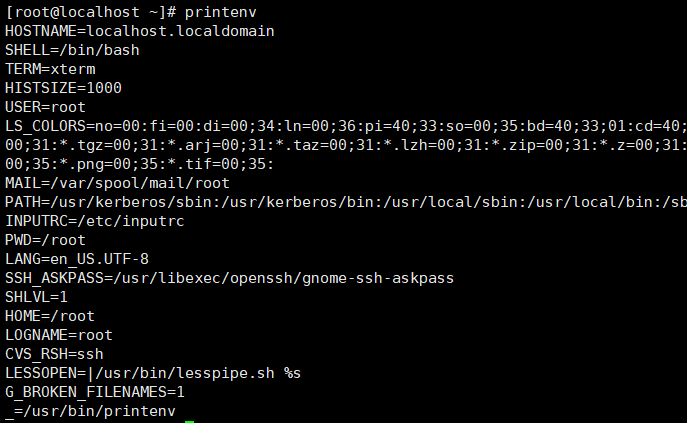 [root@localhost ~]# printenv
HOSTNAME=localhost.localdomain
SHELL=/bin/bash
TERM=xterm
HISTSIZE=1000
USER=root
LS_COLORS=no=00:fi=00:di=00;34:ln=00;36:pi=40;33:so=00;35:bd=40;33;01:cd=40;
00;31:*.tgz=00;31:*.arj=00;31:*.taz=00;31:*.lzh=00;31:*.zip=00;31:*.z=00;31:
00;35:*.png=00;35:*.tif=00;35:
MAIL=/var/spool/mail/root
PATH=/usr/kerberos/sbin:/usr/kerberos/bin:/usr/local/sbin:/usr/local/bin:/sb
INPUTRC=/etc/inputrc
PWD=/root
LANG=en_US.UTF-8
SSH_ASKPASS=/usr/libexec/openssh/gnome-ssh-askpass
SHLVL=1
HOME=/root
LOGNAME=root
CVS_RSH=ssh
LESSOPEN=|/usr/bin/lesspipe.sh %s
G_BROKEN_FILENAMES=1
_=/usr/bin/printenv